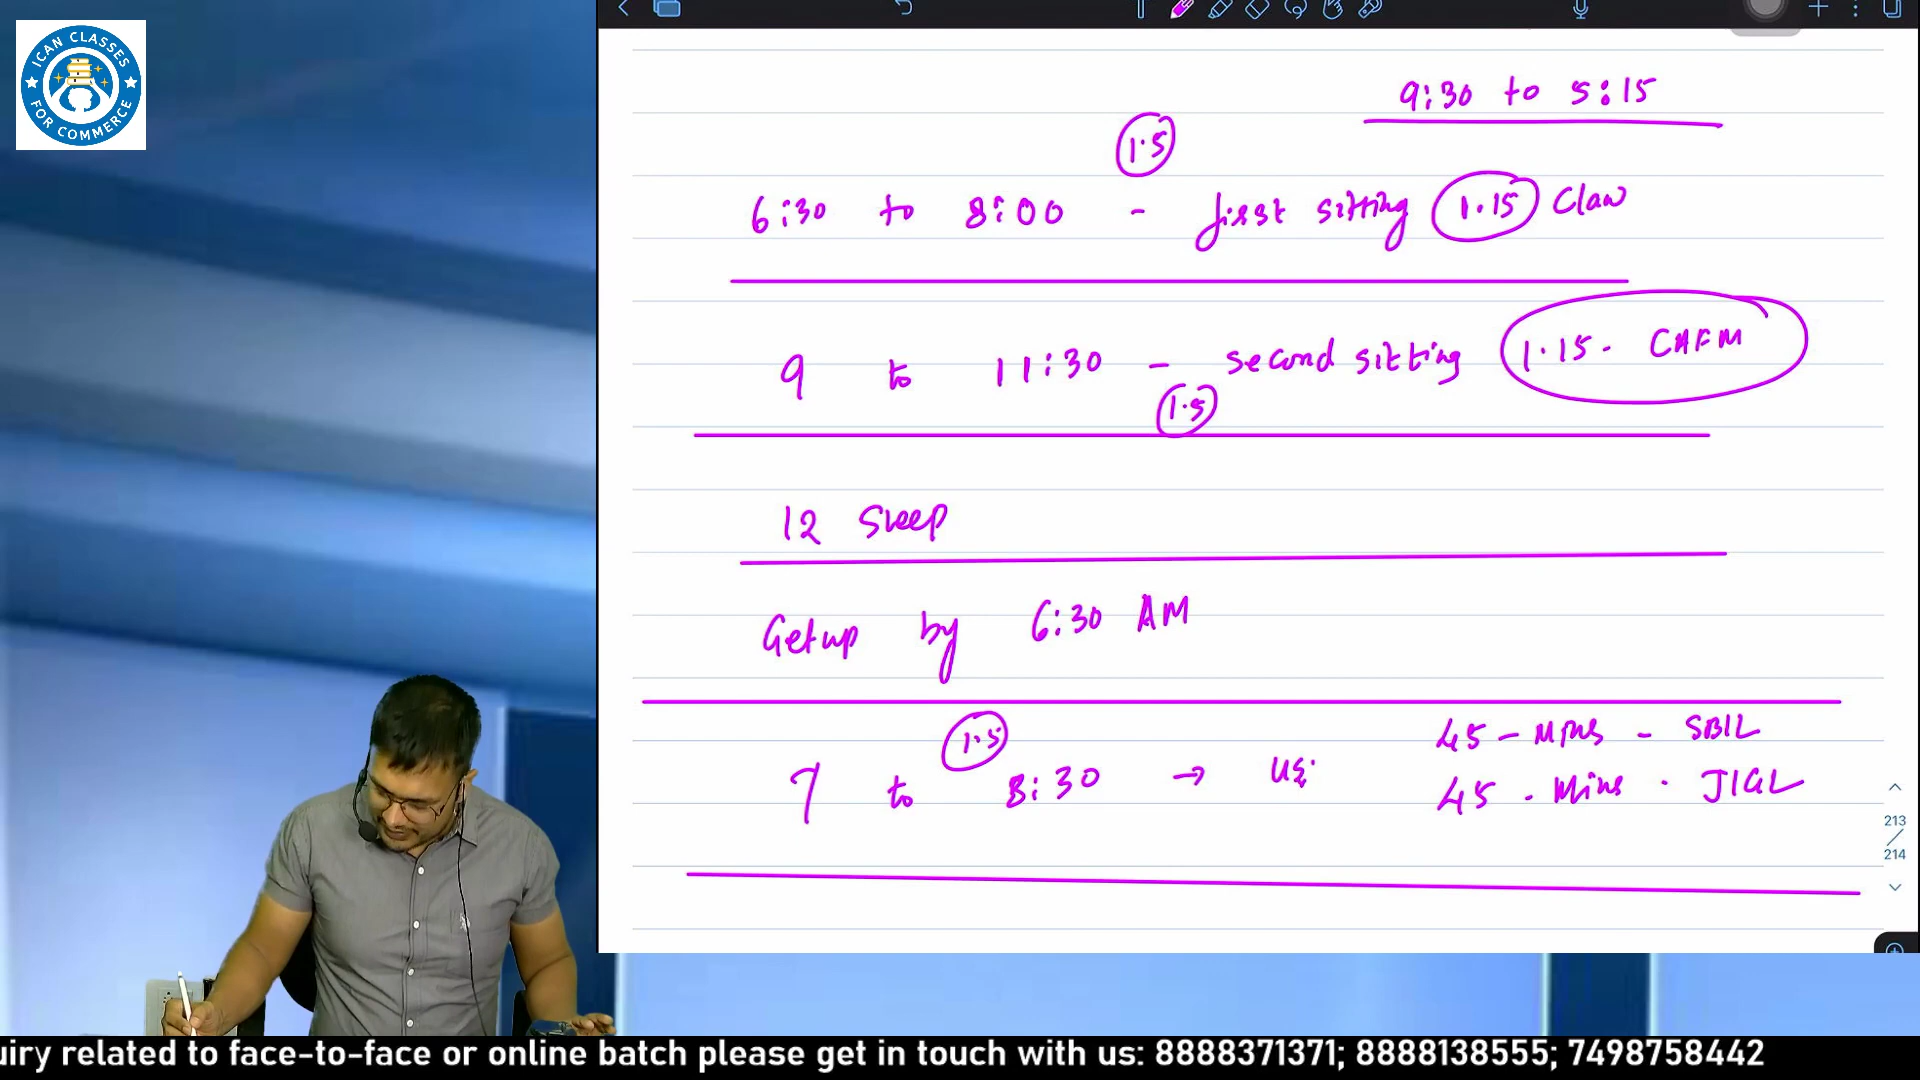 ICAN CLASSES
FOR COMMERCE
9:30 to 5:15
1.5
6:30 to 8:00 - first sitting 1.15 Claw
9 to 11:30 - second sitting 1.15 - CAFM
1.5
12 Sleep
Getup by 6:30 AM
1.5
45 - Mins - SBIL
7 to 8:30 →
45 - Mins - JIGL
213
214
uiry related to face-to-face or online batch please get in touch with us: 8888371371; 8888138555; 7498758442